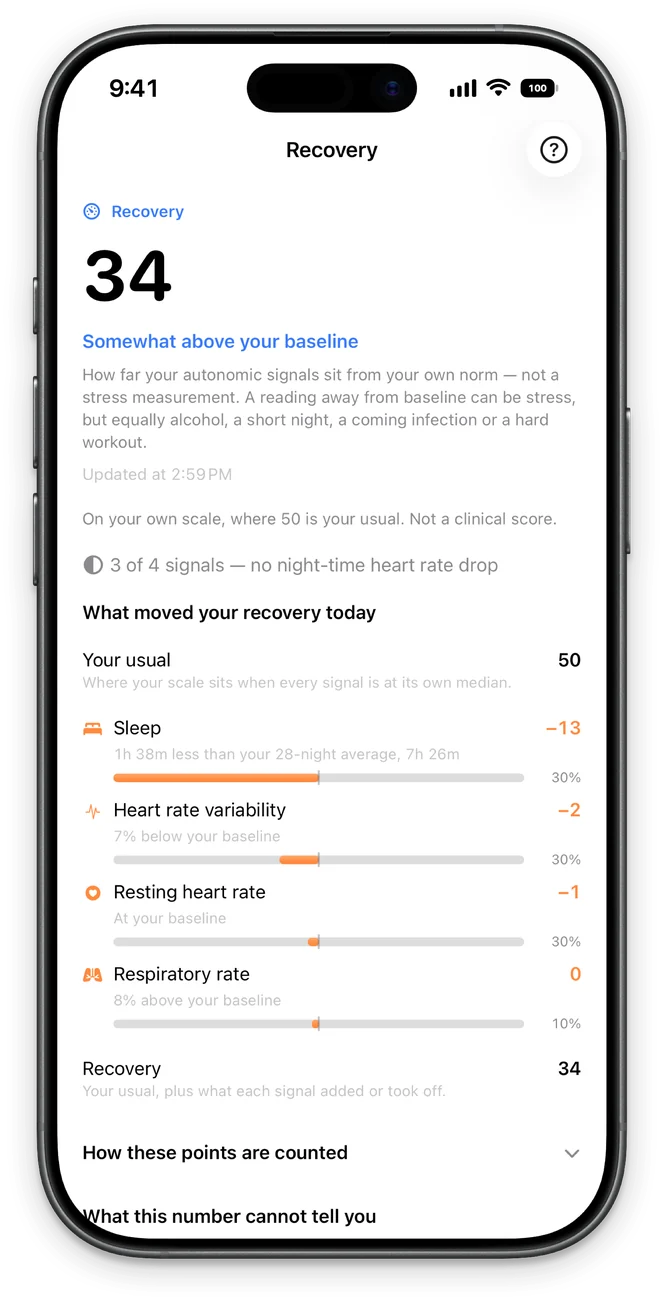 9:41
100
Recovery
?
Recovery
34
Somewhat above your baseline
How far your autonomic signals sit from your own norm — not a
stress measurement. A reading away from baseline can be stress,
but equally alcohol, a short night, a coming infection or a hard
workout.
Updated at 2:59 PM
On your own scale, where 50 is your usual. Not a clinical score.
3 of 4 signals — no night-time heart rate drop
What moved your recovery today
Your usual 50
Where your scale sits when every signal is at its own median.
Sleep −13
1h 38m less than your 28-night average, 7h 26m
30%
Heart rate variability −2
7% below your baseline
30%
Resting heart rate −1
At your baseline
30%
Respiratory rate 0
8% above your baseline
10%
Recovery 34
Your usual, plus what each signal added or took off.
How these points are counted
What this number cannot tell you